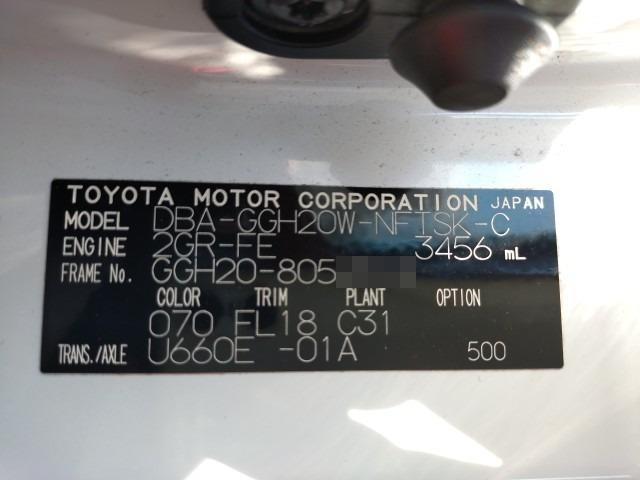 TOYOTA MOTOR CORPORATION JAPAN
MODEL DBA-GGH20W-NFTSK-C
ENGINE 2GR-FE 3456 mL
FRAME No. GGH20-805
COLOR TRIM PLANT OPTION
070 FL18 C31
TRANS./AXLE U660E -01A 500